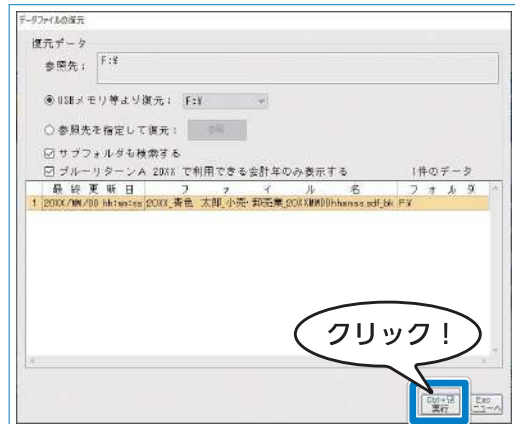 データファイルの復元
復元データ
参照先： F:¥
USBメモリ等より復元： F:¥
参照先を指定して復元： 参照
サブフォルダも検索する
ブルーリターンA 20XX で利用できる会計年のみ表示する 1件のデータ
最 終 更 新 日 フ ァ イ ル 名 フ ォ ル ダ
1 20XX/MM/DD hh:mm:ss 20XX_青色 太郎_小売・卸売業_20XXMMDDhhmmss.sdf_bk F:¥
クリック！
実行